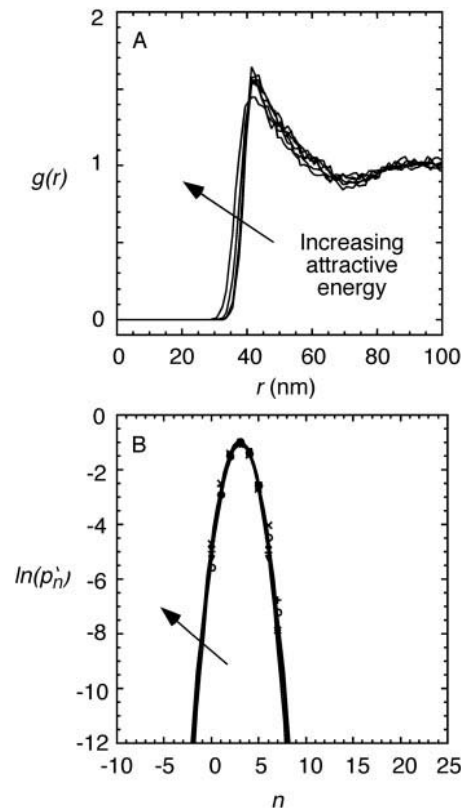 A
2
1
0
g(r)
Increasing
attractive
energy
0 20 40 60 80 100
r (nm)
B
0
-2
-4
-6
-8
-10
-12
ln(p`n)
-10 -5 0 5 10 15 20 25
n